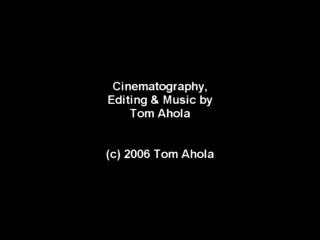 Cinematography,
Editing & Music by
Tom Ahola
(c) 2006 Tom Ahola